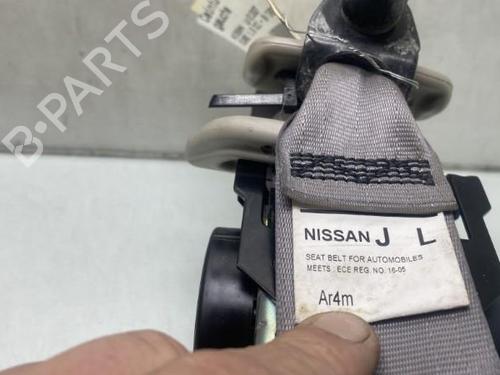 B-PARTS
NISSAN J L
SEAT BELT FOR AUTOMOBILES
MEETS : ECE REG. NO. 16-05
Ar4m